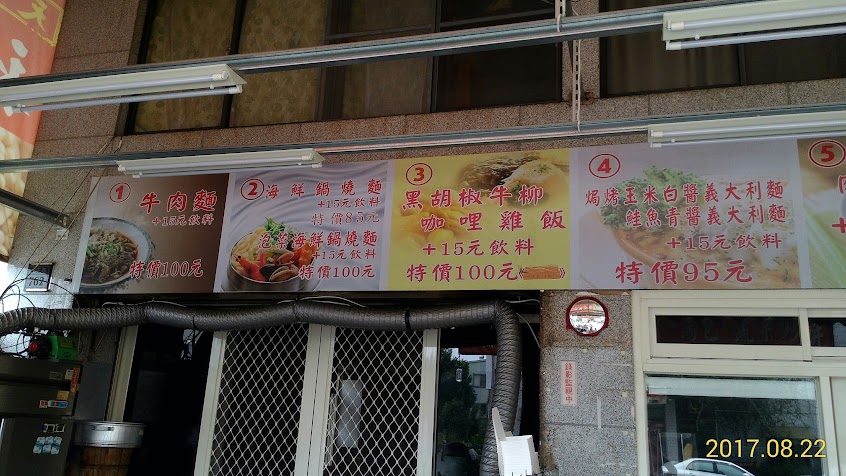 ① 牛肉麵
+15元飲料
特價100元
② 海鮮鍋燒麵
+15元飲料
特價85元
泡菜海鮮鍋燒麵
+15元飲料
特價100元
③
黑胡椒牛柳
咖哩雞飯
+15元飲料
特價100元
④
焗烤玉米白醬義大利麵
鮭魚青醬義大利麵
+15元飲料
特價95元
⑤
錄影監視中
2017.08.22